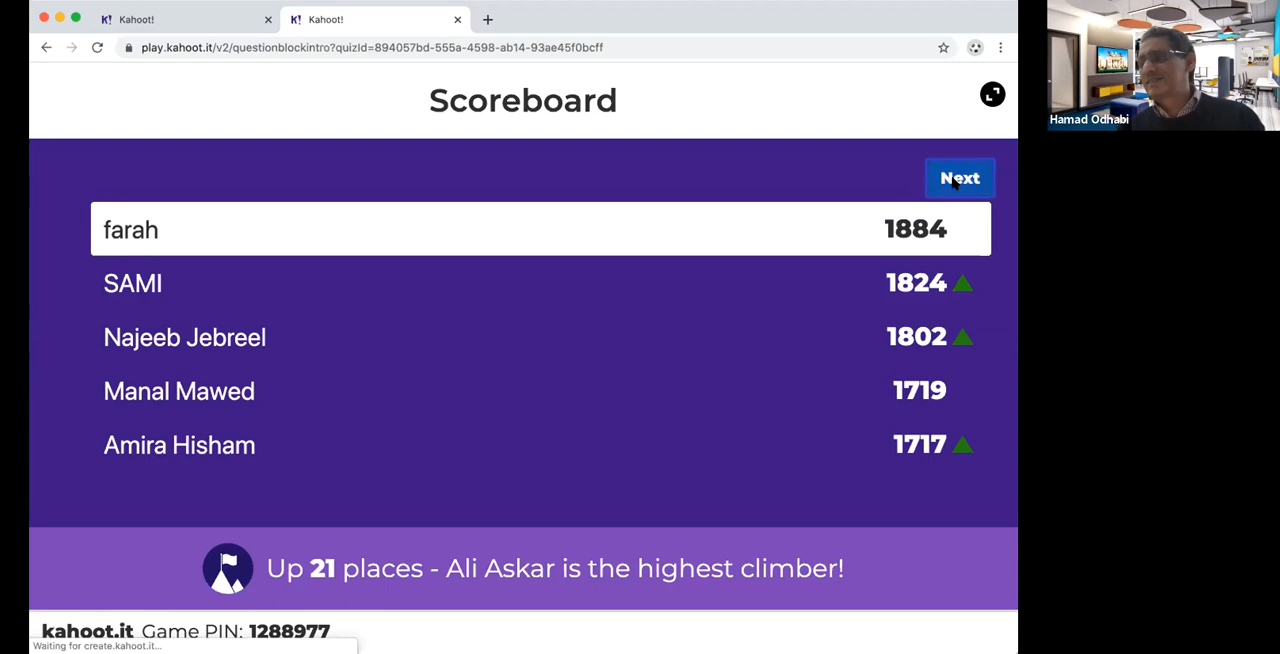 K! Kahoot!
K! Kahoot!
play.kahoot.it/v2/questionblockintro?quizId=894057bd-555a-4598-ab14-93ae45f0bcff
Scoreboard
Hamad Odhabi
Next
farah 1884
SAMI 1824
Najeeb Jebreel 1802
Manal Mawed 1719
Amira Hisham 1717
Up 21 places - Ali Askar is the highest climber!
kahoot.it Game PIN: 1288977
Waiting for create.kahoot.it...